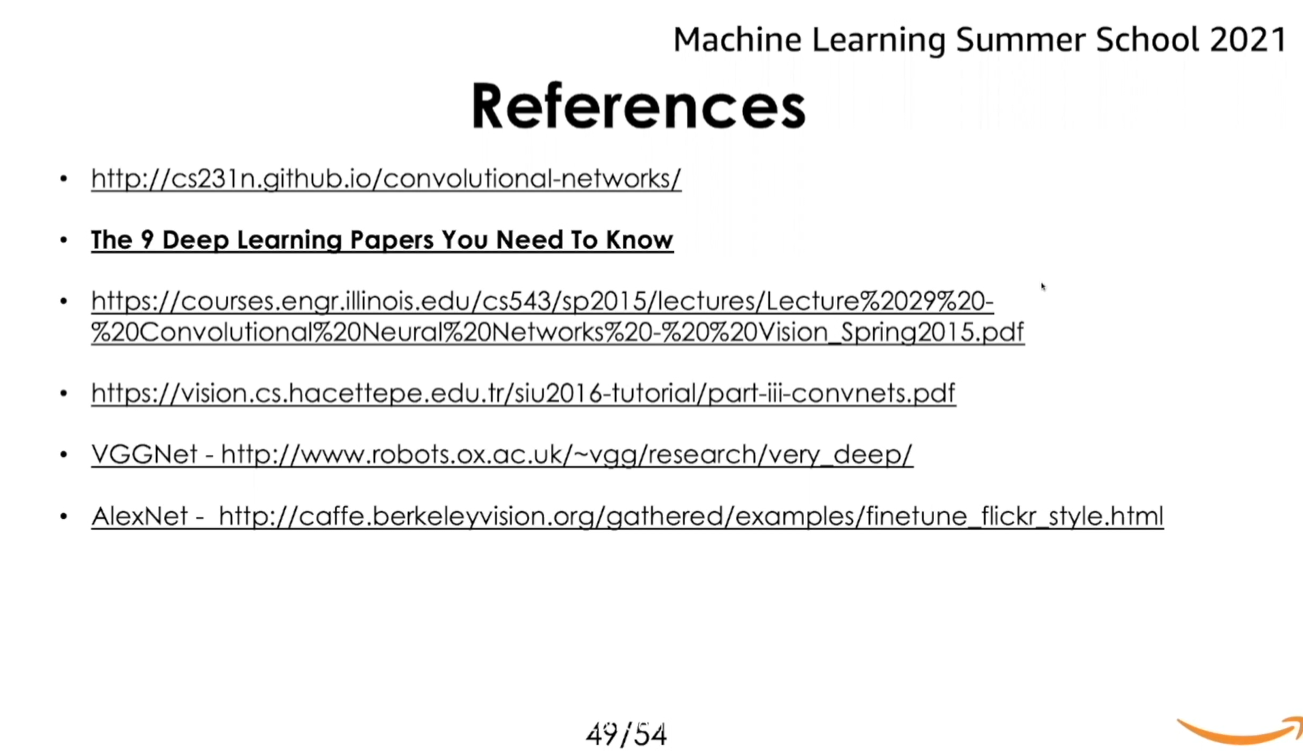 Machine Learning Summer School 2021
References
• http://cs231n.github.io/convolutional-networks/
• The 9 Deep Learning Papers You Need To Know
• https://courses.engr.illinois.edu/cs543/sp2015/lectures/Lecture%2029%20-
%20Convolutional%20Neural%20Networks%20-%20%20Vision_Spring2015.pdf
• https://vision.cs.hacettepe.edu.tr/siu2016-tutorial/part-iii-convnets.pdf
• VGGNet - http://www.robots.ox.ac.uk/~vgg/research/very_deep/
• AlexNet -  http://caffe.berkeleyvision.org/gathered/examples/finetune_flickr_style.html
49/54